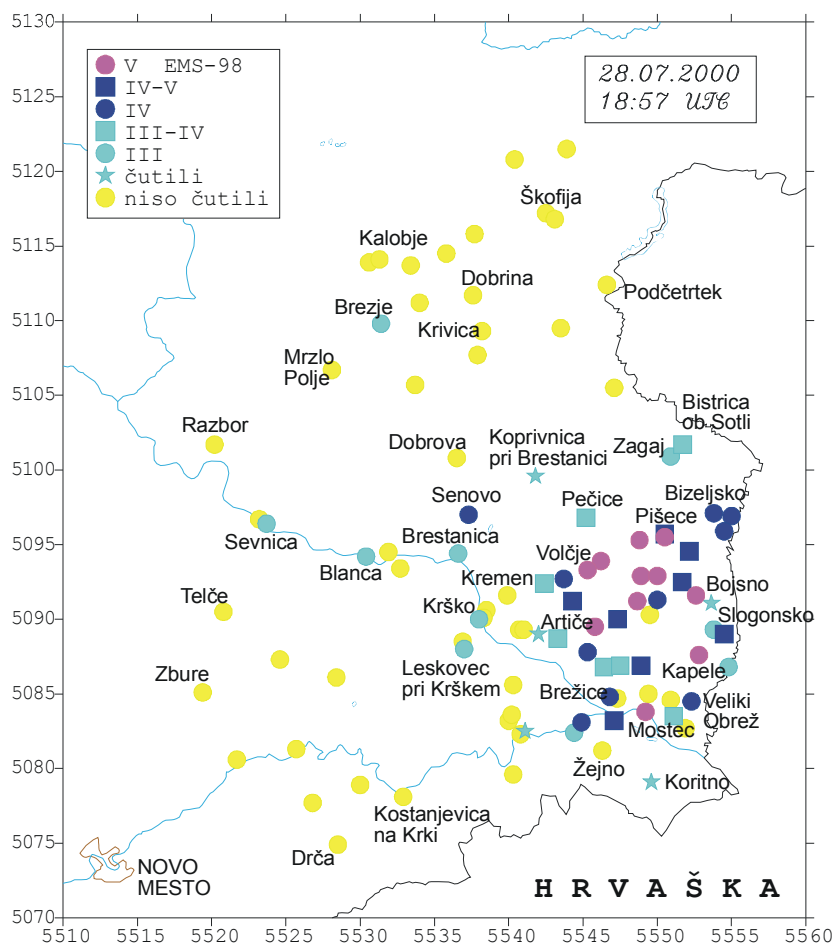 5130
5125
5120
5115
5110
5105
5100
5095
5090
5085
5080
5075
5070
V EMS-98
IV-V
IV
III-IV
III
čutili
niso čutili
28.07.2000
18:57 UTC
Škofija
Kalobje
Dobrina
Podčetrtek
Brezje
Krivica
Mrzlo
Polje
Bistrica
ob Sotli
Razbor
Dobrova
Koprivnica
pri Brestanici
Zagaj
Senovo
Pečice
Bizeljsko
Pišece
Sevnica
Brestanica
Volčje
Blanca
Kremen
Bojsno
Telče
Krško
Artiče
Slogonsko
Zbure
Leskovec
pri Krškem
Kapele
Brežice
Veliki
Obrež
Mostec
Žejno
Koritno
Kostanjevica
na Krki
Drča
NOVO
MESTO
HRVAŠKA
5510 5515 5520 5525 5530 5535 5540 5545 5550 5555 5560